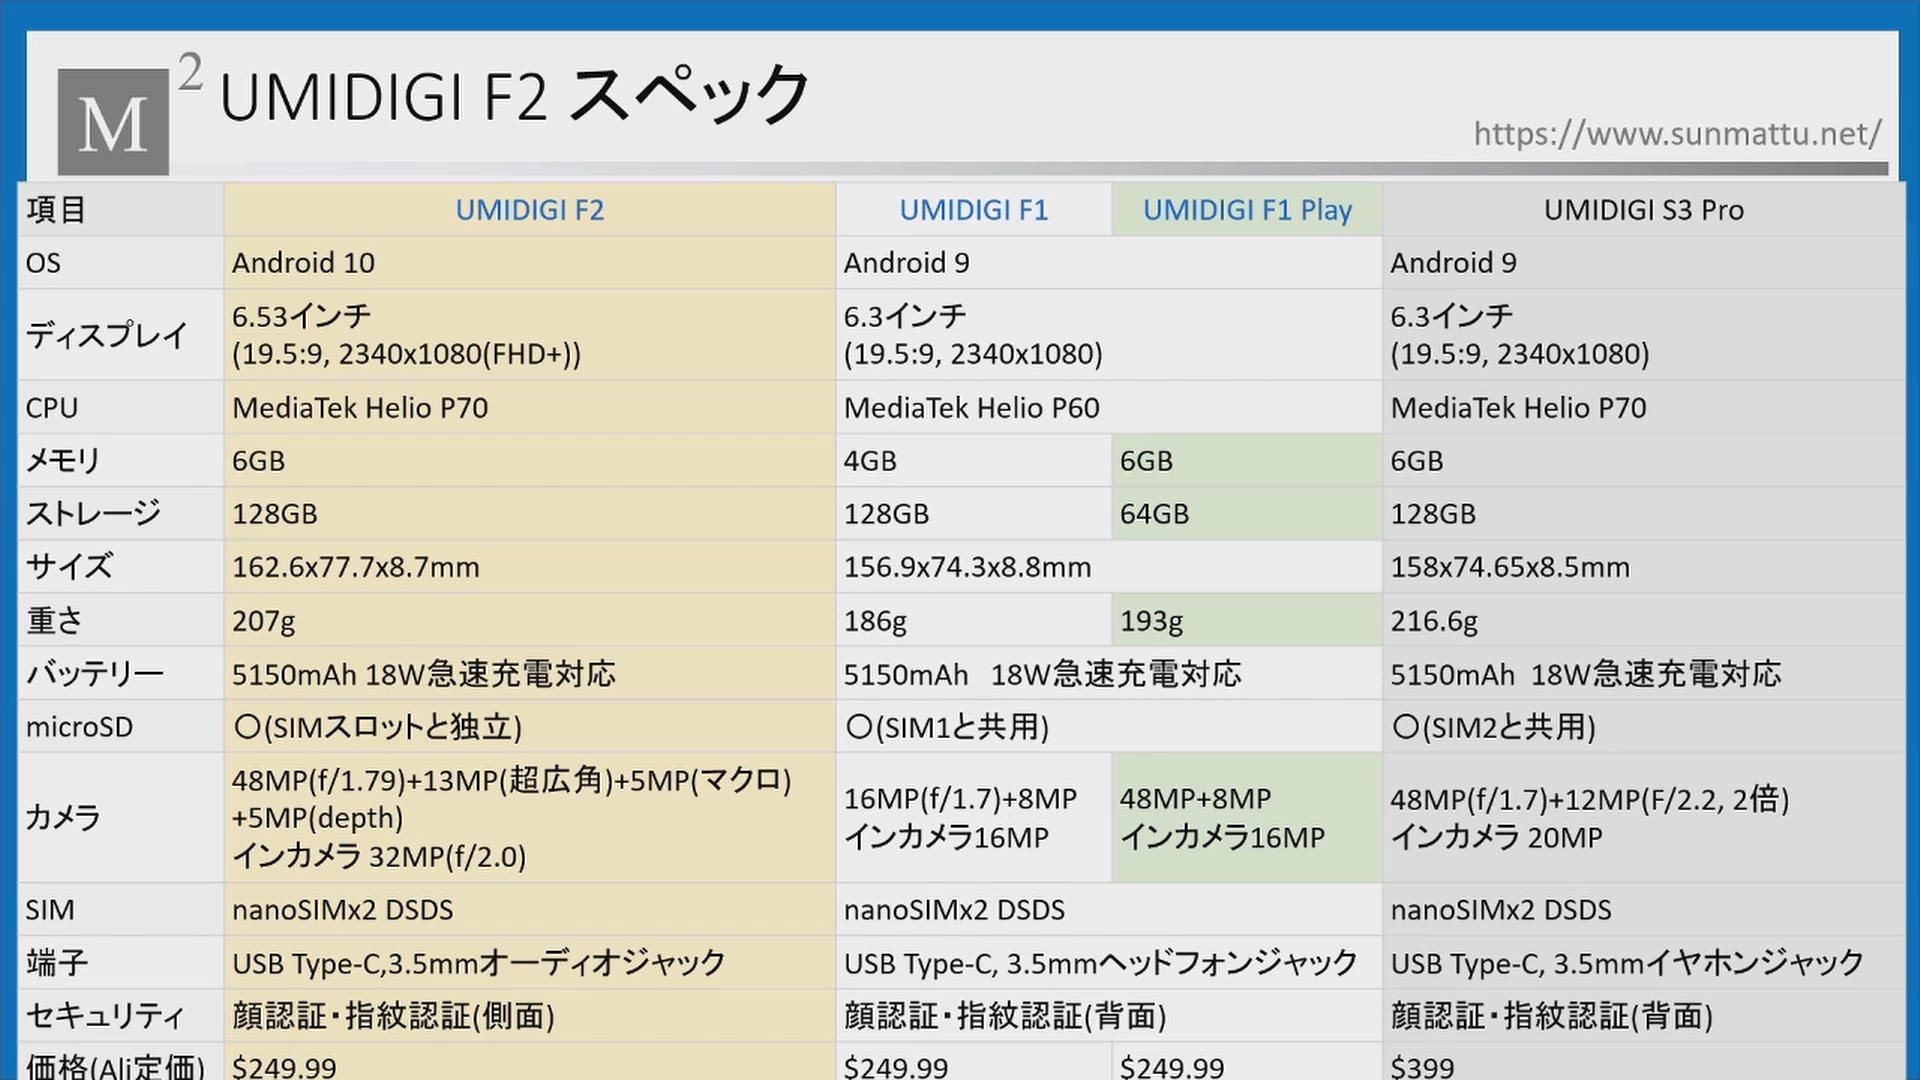 M
2
UMIDIGI F2 スペック
https://www.sunmattu.net/
項目 UMIDIGI F2 UMIDIGI F1 UMIDIGI F1 Play UMIDIGI S3 Pro
OS Android 10 Android 9 Android 9
ディスプレイ 6.53インチ 6.3インチ 6.3インチ
(19.5:9, 2340x1080(FHD+)) (19.5:9, 2340x1080) (19.5:9, 2340x1080)
CPU MediaTek Helio P70 MediaTek Helio P60 MediaTek Helio P70
メモリ 6GB 4GB 6GB 6GB
ストレージ 128GB 128GB 64GB 128GB
サイズ 162.6x77.7x8.7mm 156.9x74.3x8.8mm 158x74.65x8.5mm
重さ 207g 186g 193g 216.6g
バッテリー 5150mAh 18W急速充電対応 5150mAh 18W急速充電対応 5150mAh 18W急速充電対応
microSD 〇(SIMスロットと独立) 〇(SIM1と共用) 〇(SIM2と共用)
カメラ 48MP(f/1.79)+13MP(超広角)+5MP(マクロ)
+5MP(depth)
インカメラ 32MP(f/2.0)
16MP(f/1.7)+8MP
インカメラ16MP
48MP+8MP
インカメラ16MP
48MP(f/1.7)+12MP(F/2.2, 2倍)
インカメラ 20MP
SIM nanoSIMx2 DSDS nanoSIMx2 DSDS nanoSIMx2 DSDS
端子 USB Type-C,3.5mmオーディオジャック USB Type-C, 3.5mmヘッドフォンジャック USB Type-C, 3.5mmイヤホンジャック
セキュリティ 顔認証・指紋認証(側面) 顔認証・指紋認証(背面) 顔認証・指紋認証(背面)
価格(Ali定価) $249.99 $249.99 $249.99 $399